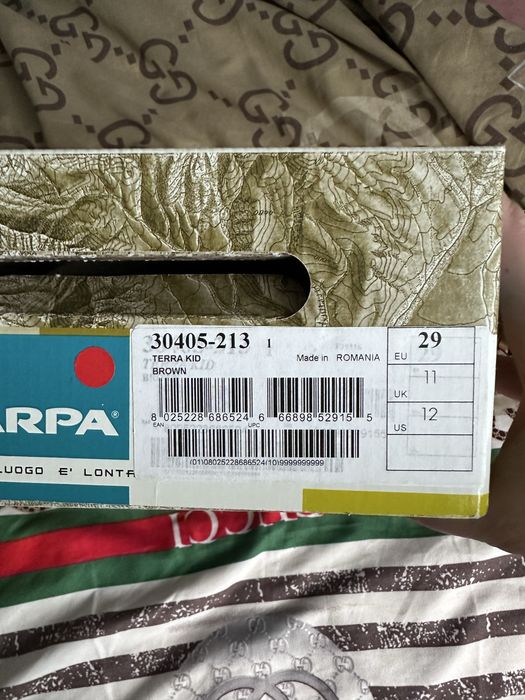 30405-213 1
TERRA KID
BROWN
Made in ROMANIA
EU 29
UK 11
US 12
8 025228 686524 6 66898 52915 5
EAN UPC
(01)08025228686524(10)9999999999
ARPA®
LUOGO E' LONTA
GUCCI